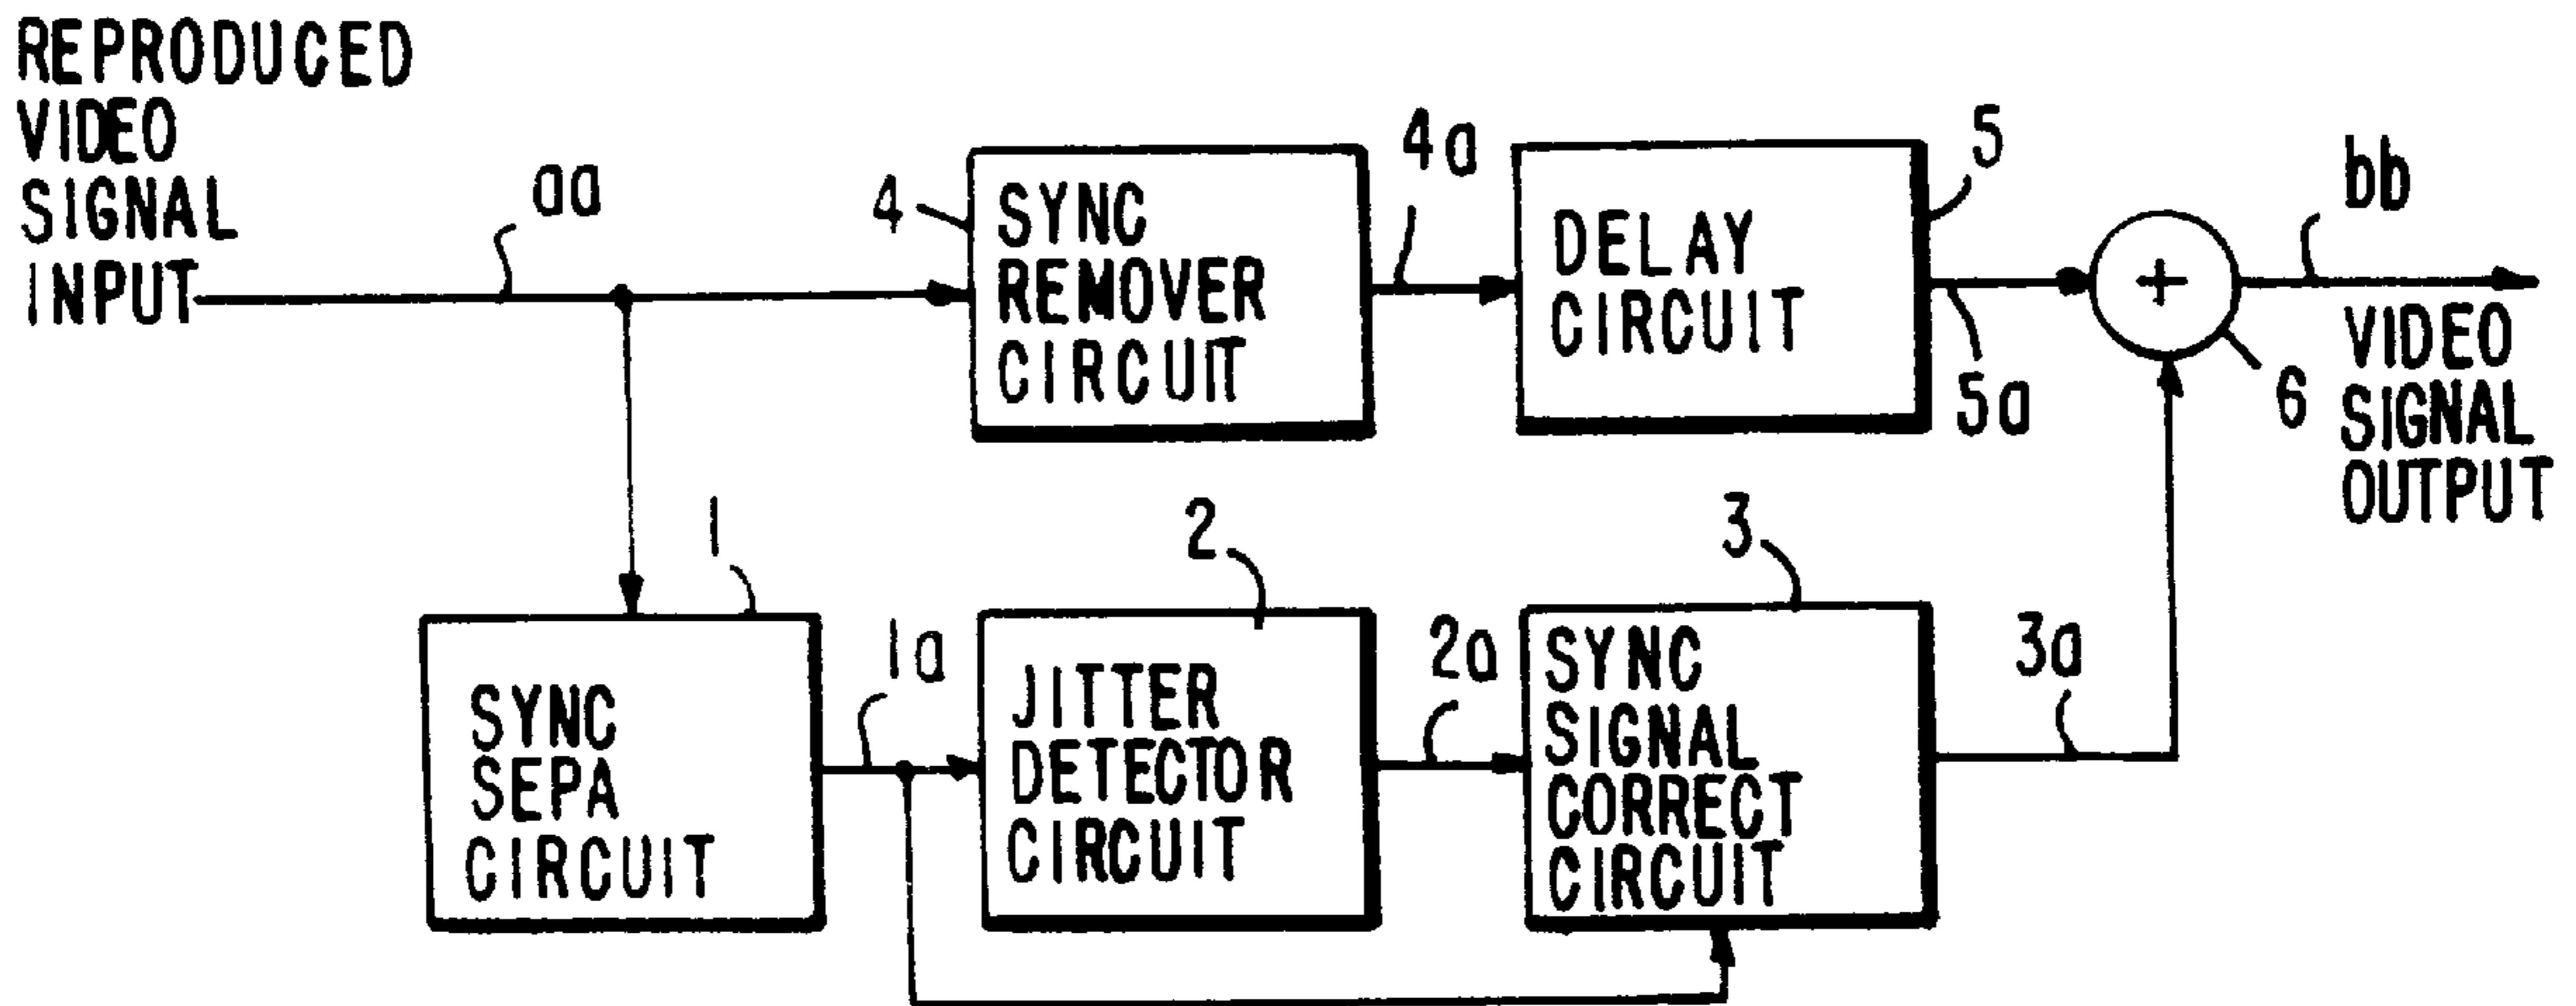 REPRODUCED
VIDEO
SIGNAL
INPUT
aa
4
SYNC
REMOVER
CIRCUIT
4a
DELAY
CIRCUIT
5
5a
+
6
bb
VIDEO
SIGNAL
OUTPUT
1
SYNC
SEPA
CIRCUIT
1a
2
JITTER
DETECTOR
CIRCUIT
2a
3
SYNC
SIGNAL
CORRECT
CIRCUIT
3a